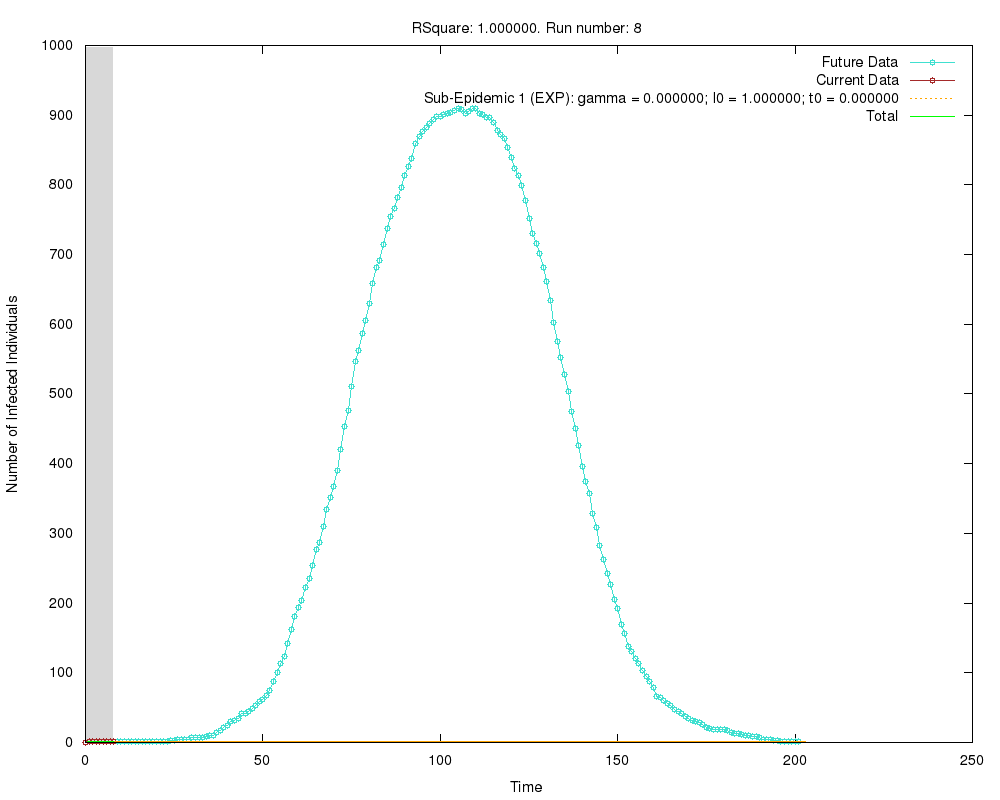 RSquare: 1.000000. Run number: 8
Future Data
Current Data
Sub-Epidemic 1 (EXP): gamma = 0.000000; I0 = 1.000000; t0 = 0.000000
Total
1000
900
800
700
600
500
400
300
200
100
0
Number of Infected Individuals
0 50 100 150 200 250
Time